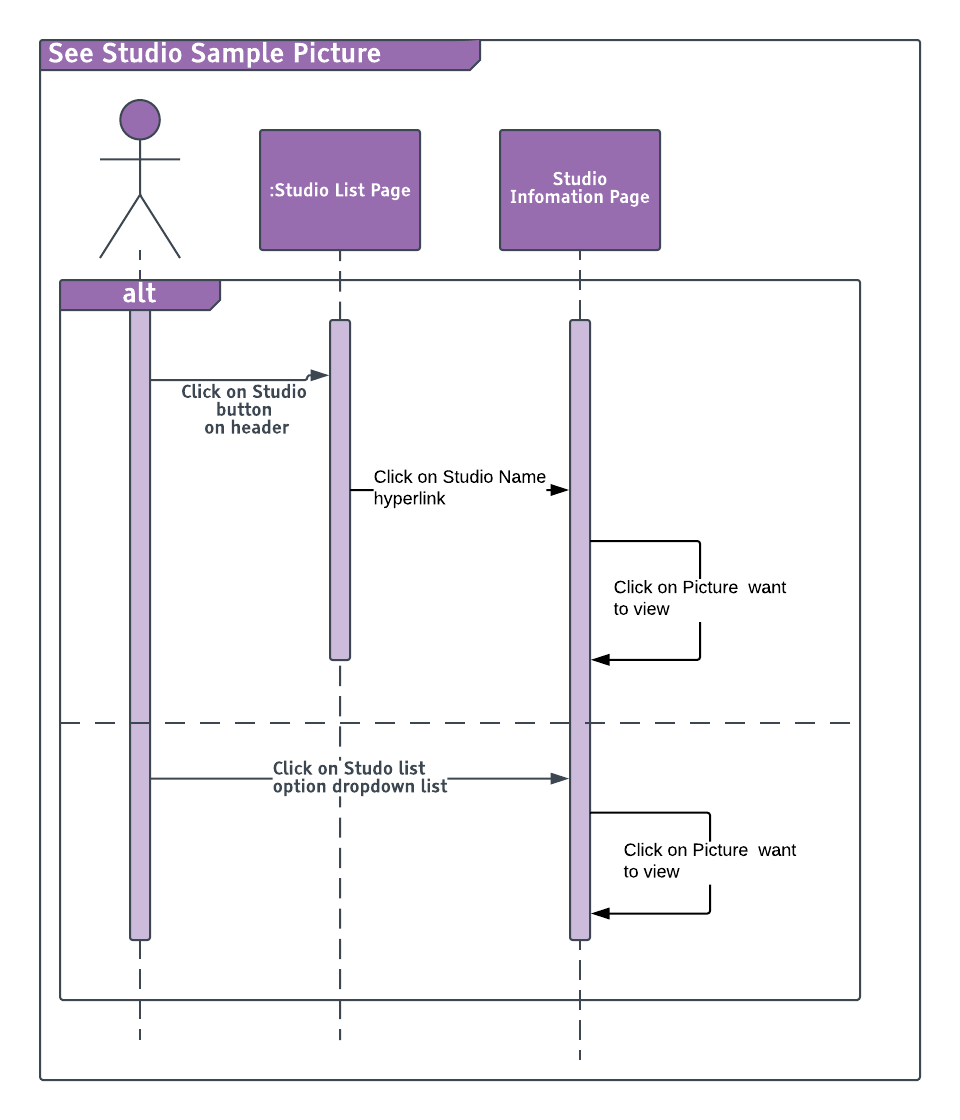 See Studio Sample Picture
:Studio List Page
Studio
Infomation Page
alt
Click on Studio
button
on header
Click on Studio Name
hyperlink
Click on Picture  want
to view
Click on Studo list
option dropdown list
Click on Picture  want
to view